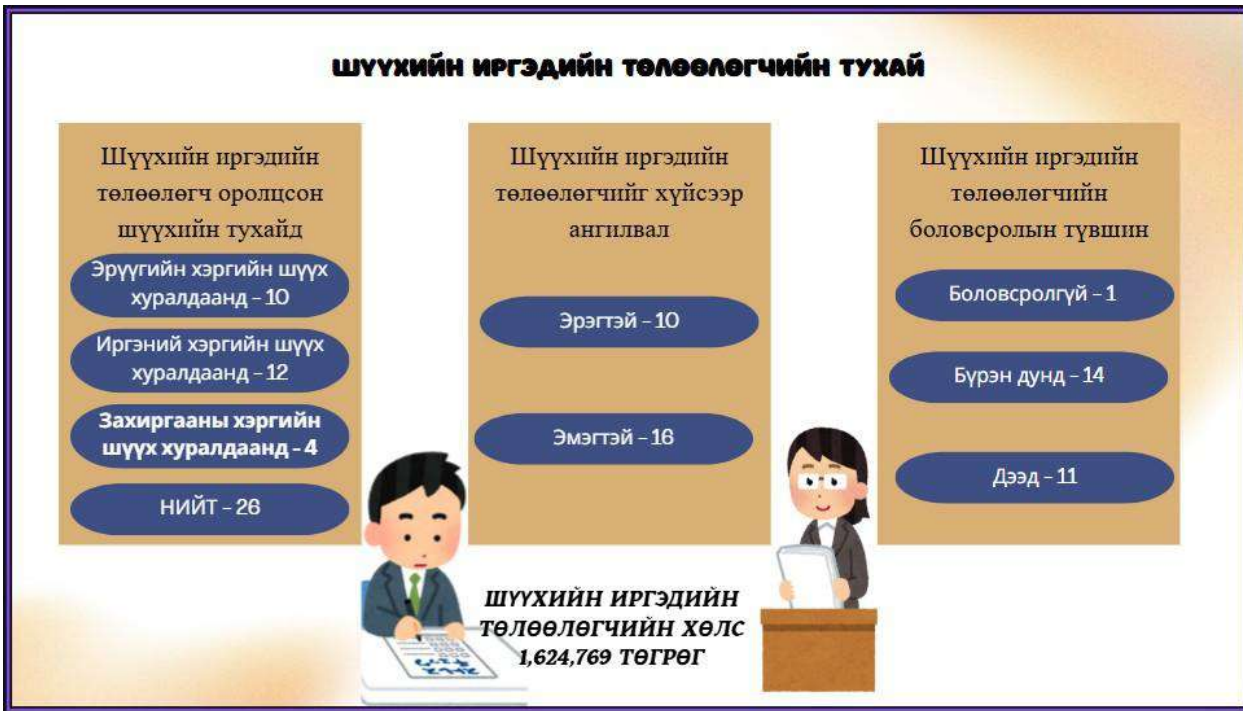 ШҮҮХИЙН ИРГЭДИЙН ТӨЛӨӨЛӨГЧИЙН ТУХАЙ
Шүүхийн иргэдийн
төлөөлөгч оролцсон
шүүхийн тухайд
Эрүүгийн хэргийн шүүх
хуралдаанд – 10
Иргэний хэргийн шүүх
хуралдаанд – 12
Захиргааны хэргийн
шүүх хуралдаанд – 4
НИЙТ – 26
Шүүхийн иргэдийн
төлөөлөгчийг хүйсээр
ангилвал
Эрэгтэй – 10
Эмэгтэй – 16
Шүүхийн иргэдийн
төлөөлөгчийн
боловсролын түвшин
Боловсролгүй – 1
Бүрэн дунд – 14
Дээд – 11
ШҮҮХИЙН ИРГЭДИЙН
ТӨЛӨӨЛӨГЧИЙН ХӨЛС
1,624,769 ТӨГРӨГ